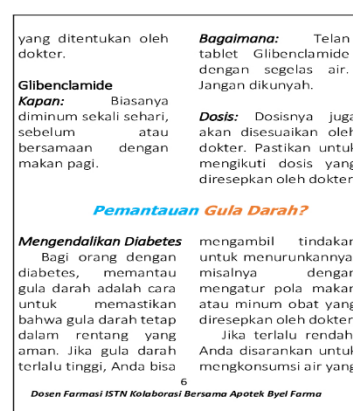 yang ditentukan oleh
dokter.
Glibenclamide
Kapan: Biasanya
diminum sekali sehari,
sebelum atau
bersamaan dengan
makan pagi.
Bagaimana: Telan
tablet Glibenclamide
dengan segelas air.
Jangan dikunyah.
Dosis: Dosisnya juga
akan disesuaikan oleh
dokter. Pastikan untuk
mengikuti dosis yang
diresepkan oleh dokter
Pemantauan Gula Darah?
Mengendalikan Diabetes
Bagi orang dengan
diabetes, memantau
gula darah adalah cara
untuk memastikan
bahwa gula darah tetap
dalam rentang yang
aman. Jika gula darah
terlalu tinggi, Anda bisa
mengambil tindakan
untuk menurunkannya
misalnya dengan
mengatur pola makan
atau minum obat yang
diresepkan oleh dokter
Jika terlalu rendah
Anda disarankan untuk
mengkonsumsi air yang
6
Dosen Farmasi ISTN Kolaborasi Bersama Apotek Byel Farma